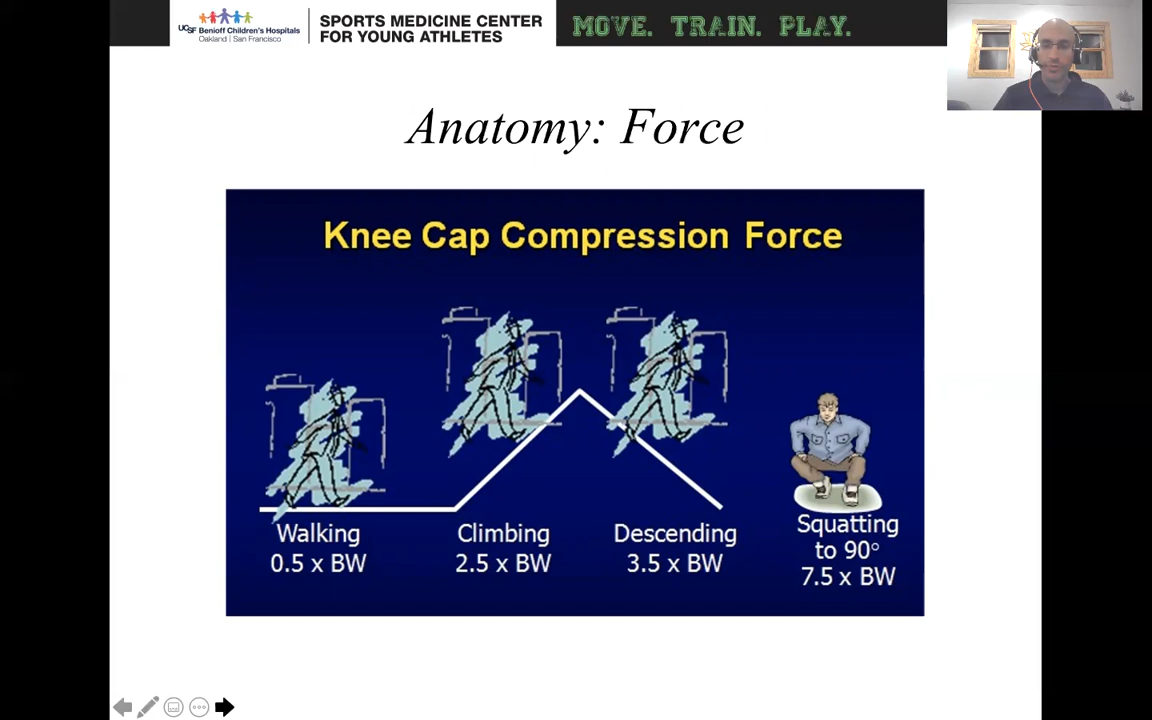 UCSF Benioff Children's Hospitals
Oakland | San Francisco
SPORTS MEDICINE CENTER
FOR YOUNG ATHLETES
MOVE. TRAIN. PLAY.
Anatomy: Force
Knee Cap Compression Force
Walking
0.5 x BW
Climbing
2.5 x BW
Descending
3.5 x BW
Squatting
to 90°
7.5 x BW